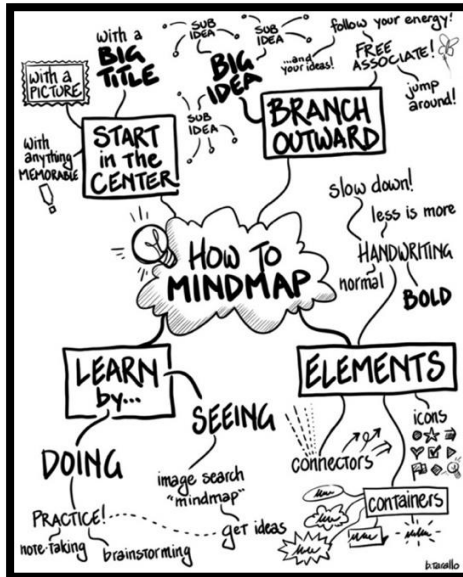 HOW TO
MINDMAP
START
in the
CENTER
with a
PICTURE
with a
BIG
TITLE
with
anything
MEMORABLE
!
BRANCH
OUTWARD
BIG
IDEA
SUB
IDEA
SUB
IDEA
SUB
IDEA
follow your energy!
...and
your ideas!
FREE
ASSOCIATE!
jump
around!
ELEMENTS
HANDWRITING
slow down!
less is more
normal
BOLD
connectors
icons
containers
LEARN
by...
DOING
PRACTICE!
note-taking
brainstorming
SEEING
image search
"mindmap"
get ideas